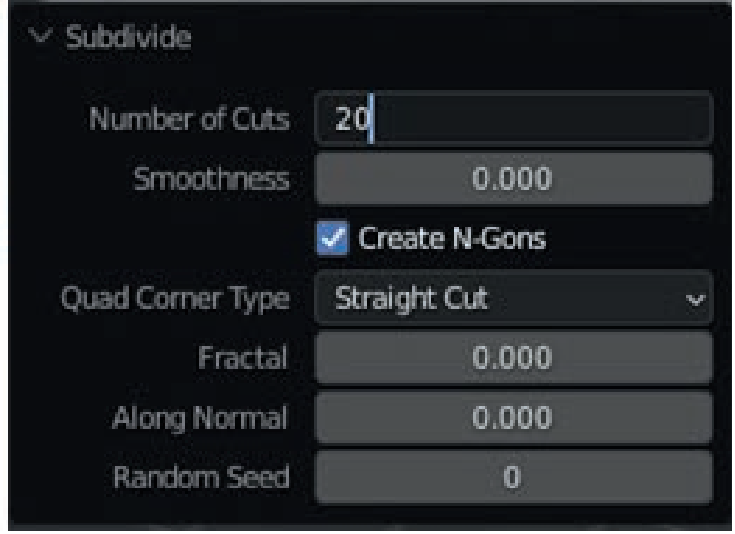 Subdivide
Number of Cuts 20
Smoothness 0.000
Create N-Gons
Quad Corner Type Straight Cut
Fractal 0.000
Along Normal 0.000
Random Seed 0